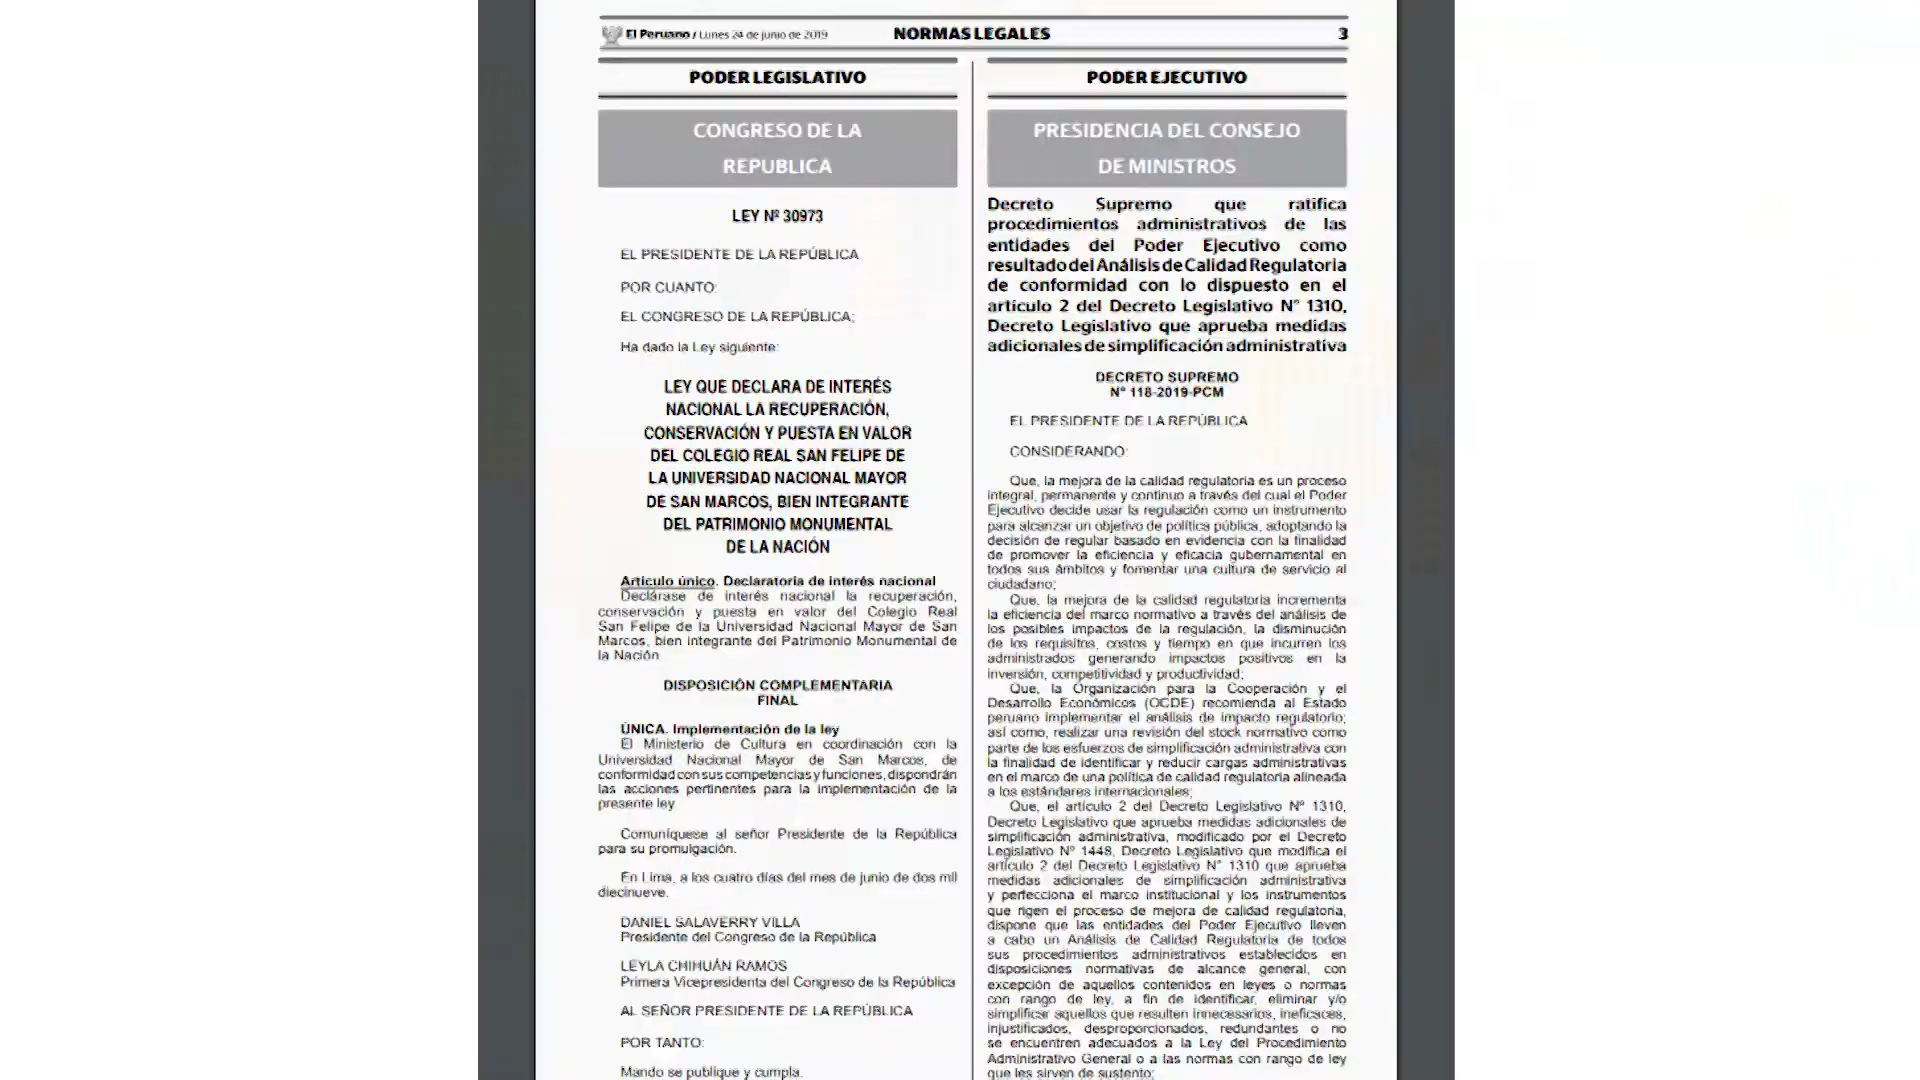 El Peruano / Lunes 24 de junio de 2019
NORMAS LEGALES
3
PODER LEGISLATIVO
CONGRESO DE LA
REPUBLICA
LEY Nº 30973
EL PRESIDENTE DE LA REPÚBLICA
POR CUANTO:
EL CONGRESO DE LA REPÚBLICA;
Ha dado la Ley siguiente:
LEY QUE DECLARA DE INTERÉS
NACIONAL LA RECUPERACIÓN,
CONSERVACIÓN Y PUESTA EN VALOR
DEL COLEGIO REAL SAN FELIPE DE
LA UNIVERSIDAD NACIONAL MAYOR
DE SAN MARCOS, BIEN INTEGRANTE
DEL PATRIMONIO MONUMENTAL
DE LA NACIÓN
Artículo único. Declaratoria de interés nacional
Declárase de interés nacional la recuperación,
conservación y puesta en valor del Colegio Real
San Felipe de la Universidad Nacional Mayor de San
Marcos, bien integrante del Patrimonio Monumental de
la Nación
DISPOSICIÓN COMPLEMENTARIA
FINAL
ÚNICA. Implementación de la ley
El Ministerio de Cultura en coordinación con la
Universidad Nacional Mayor de San Marcos, de
conformidad con sus competencias y funciones, dispondrán
las acciones pertinentes para la implementación de la
presente ley
Comuníquese al señor Presidente de la República
para su promulgación.
En Lima, a los cuatro días del mes de junio de dos mil
diecinueve.
DANIEL SALAVERRY VILLA
Presidente del Congreso de la República
LEYLA CHIHUÁN RAMOS
Primera Vicepresidenta del Congreso de la República
AL SEÑOR PRESIDENTE DE LA REPÚBLICA
POR TANTO:
Mando se publique y cumpla.
PODER EJECUTIVO
PRESIDENCIA DEL CONSEJO
DE MINISTROS
Decreto Supremo que ratifica
procedimientos administrativos de las
entidades del Poder Ejecutivo como
resultado del Análisis de Calidad Regulatoria
de conformidad con lo dispuesto en el
artículo 2 del Decreto Legislativo N° 1310,
Decreto Legislativo que aprueba medidas
adicionales de simplificación administrativa
DECRETO SUPREMO
N° 118-2019-PCM
EL PRESIDENTE DE LA REPÚBLICA
CONSIDERANDO:
Que, la mejora de la calidad regulatoria es un proceso
integral, permanente y continuo a través del cual el Poder
Ejecutivo decide usar la regulación como un instrumento
para alcanzar un objetivo de política pública, adoptando la
decisión de regular basado en evidencia con la finalidad
de promover la eficiencia y eficacia gubernamental en
todos sus ámbitos y fomentar una cultura de servicio al
ciudadano;
Que, la mejora de la calidad regulatoria incrementa
la eficiencia del marco normativo a través del análisis de
los posibles impactos de la regulación, la disminución
de los requisitos, costos y tiempo en que incurren los
administrados generando impactos positivos en la
inversión, competitividad y productividad;
Que, la Organización para la Cooperación y el
Desarrollo Económicos (OCDE) recomienda al Estado
peruano implementar el análisis de impacto regulatorio;
así como, realizar una revisión del stock normativo como
parte de los esfuerzos de simplificación administrativa con
la finalidad de identificar y reducir cargas administrativas
en el marco de una política de calidad regulatoria alineada
a los estándares internacionales;
Que, el artículo 2 del Decreto Legislativo Nº 1310,
Decreto Legislativo que aprueba medidas adicionales de
simplificación administrativa, modificado por el Decreto
Legislativo Nº 1448, Decreto Legislativo que modifica el
artículo 2 del Decreto Legislativo N° 1310 que aprueba
medidas adicionales de simplificación administrativa
y perfecciona el marco institucional y los instrumentos
que rigen el proceso de mejora de calidad regulatoria,
dispone que las entidades del Poder Ejecutivo lleven
a cabo un Análisis de Calidad Regulatoria de todos
sus procedimientos administrativos establecidos en
disposiciones normativas de alcance general, con
excepción de aquellos contenidos en leyes o normas
con rango de ley, a fin de identificar, eliminar y/o
simplificar aquellos que resulten innecesarios, ineficaces,
injustificados, desproporcionados, redundantes o no
se encuentren adecuados a la Ley del Procedimiento
Administrativo General o a las normas con rango de ley
que les sirven de sustento;